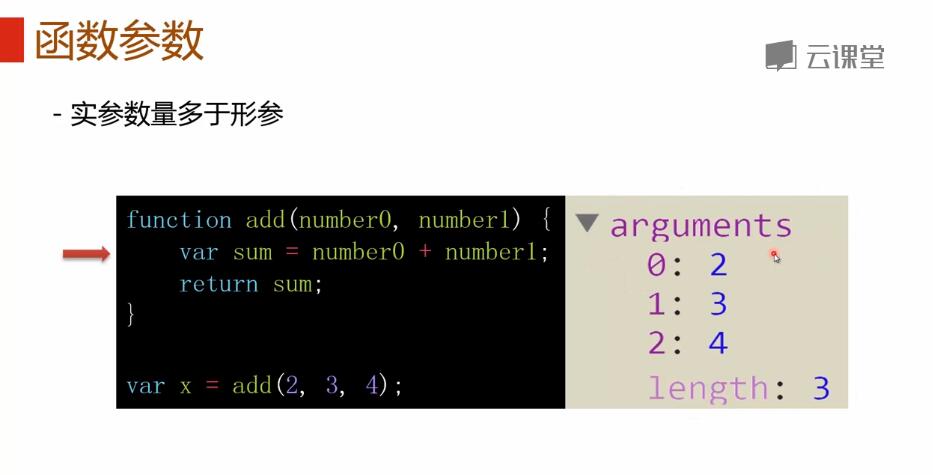 函数参数
云课堂
- 实参数量多于形参
function add(number0, number1) {
    var sum = number0 + number1;
    return sum;
}
var x = add(2, 3, 4);
arguments
0: 2
1: 3
2: 4
length: 3